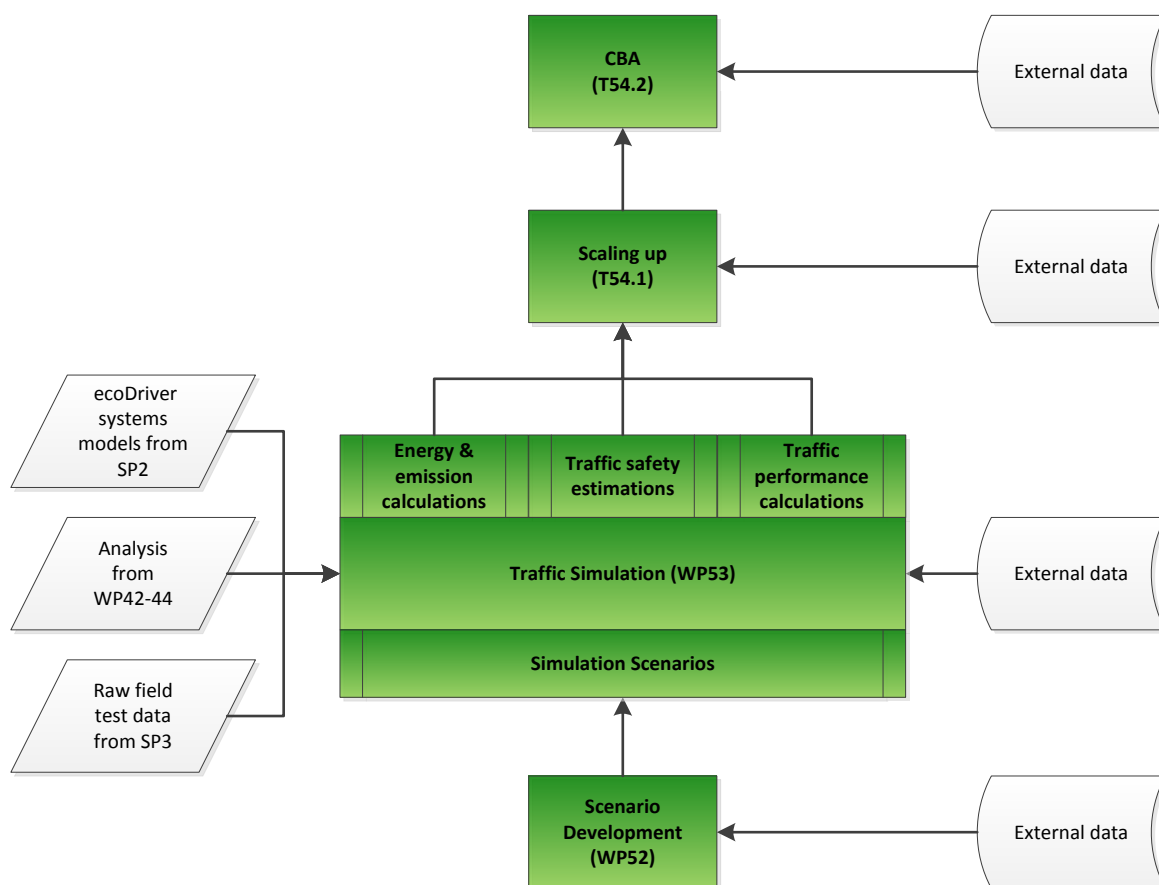 CBA
(T54.2)
External data
Scaling up
(T54.1)
External data
ecoDriver
systems
models from
SP2
Energy &
emission
calculations
Traffic safety
estimations
Traffic
performance
calculations
Analysis
from
WP42-44
Traffic Simulation (WP53)
External data
Simulation Scenarios
Raw field
test data
from SP3
Scenario
Development
(WP52)
External data